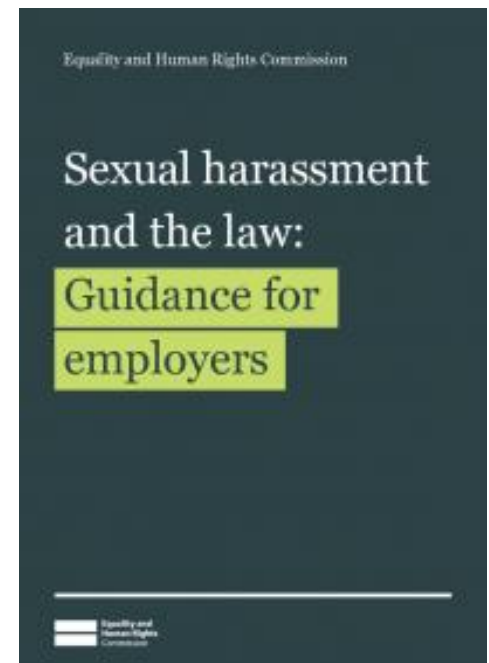 Equality and Human Rights Commission
Sexual harassment
and the law:
Guidance for
employers
Equality and
Human Rights
Commission